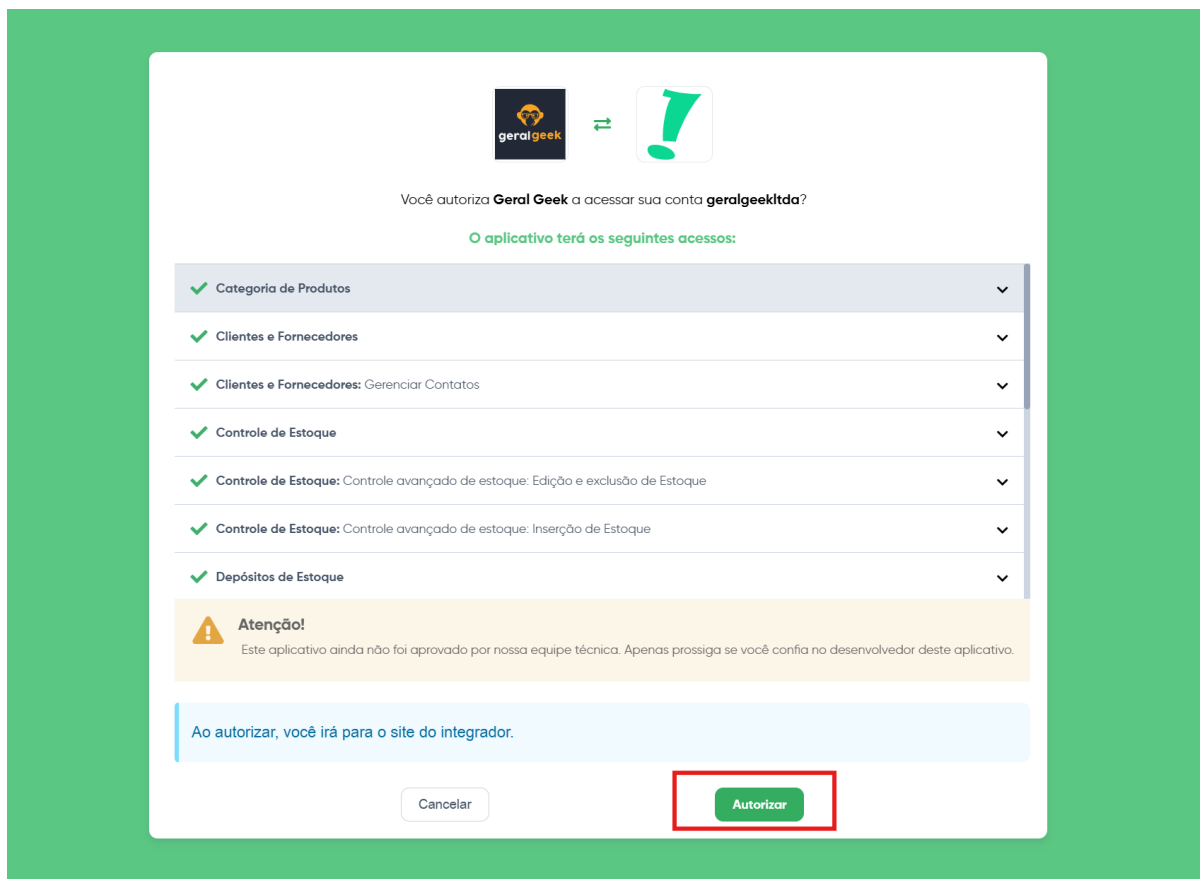 geralgeek
Você autoriza Geral Geek a acessar sua conta geralgeekltda?
O aplicativo terá os seguintes acessos:
Categoria de Produtos
Clientes e Fornecedores
Clientes e Fornecedores: Gerenciar Contatos
Controle de Estoque
Controle de Estoque: Controle avançado de estoque: Edição e exclusão de Estoque
Controle de Estoque: Controle avançado de estoque: Inserção de Estoque
Depósitos de Estoque
Atenção!
Este aplicativo ainda não foi aprovado por nossa equipe técnica. Apenas prossiga se você confia no desenvolvedor deste aplicativo.
Ao autorizar, você irá para o site do integrador.
Cancelar
Autorizar